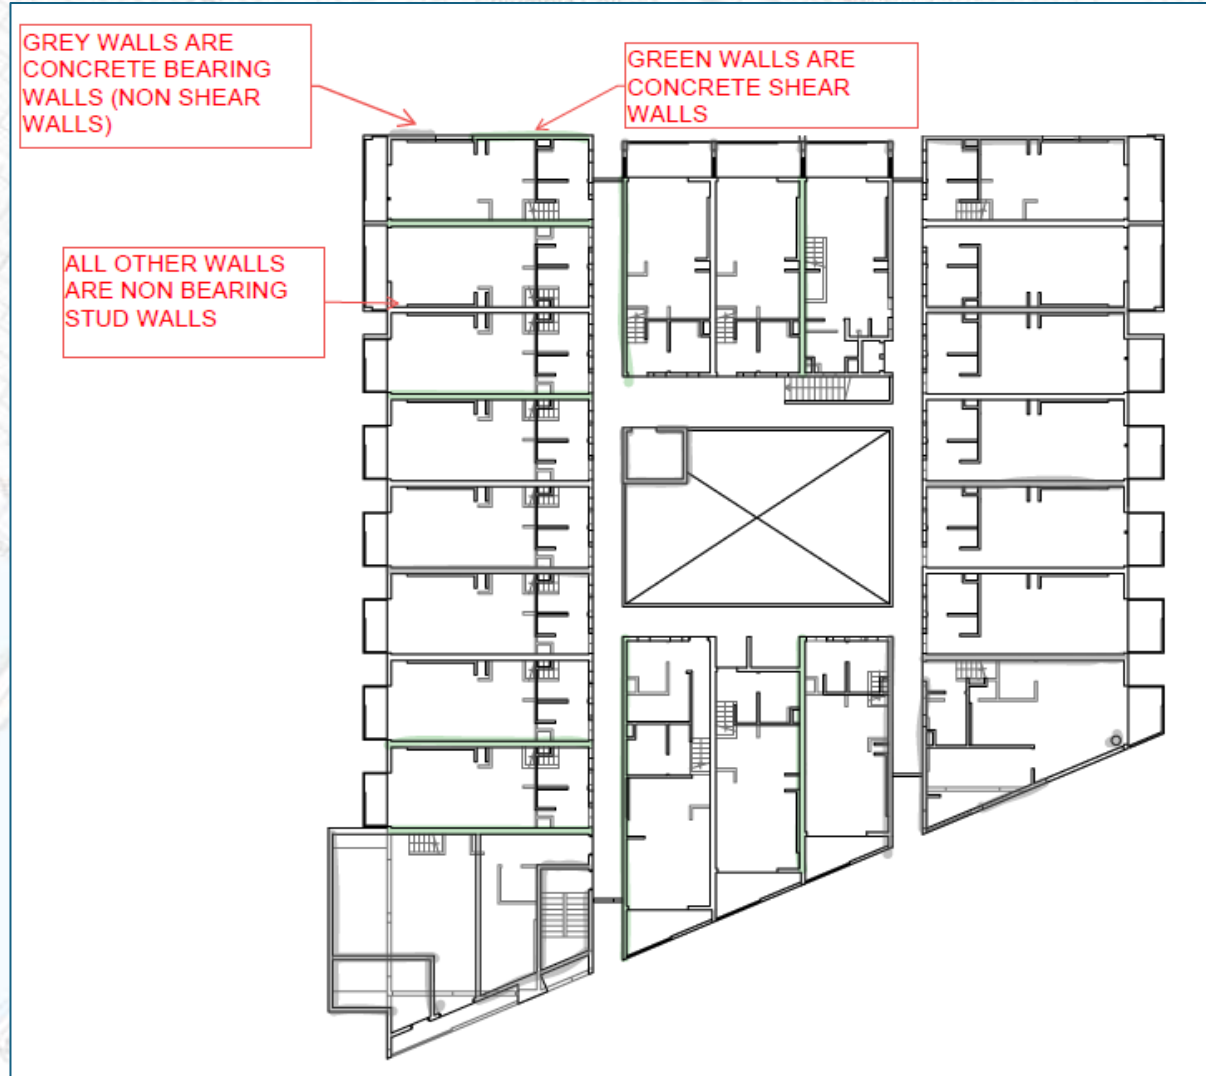 GREY WALLS ARE
CONCRETE BEARING
WALLS (NON SHEAR
WALLS)
GREEN WALLS ARE
CONCRETE SHEAR
WALLS
ALL OTHER WALLS
ARE NON BEARING
STUD WALLS